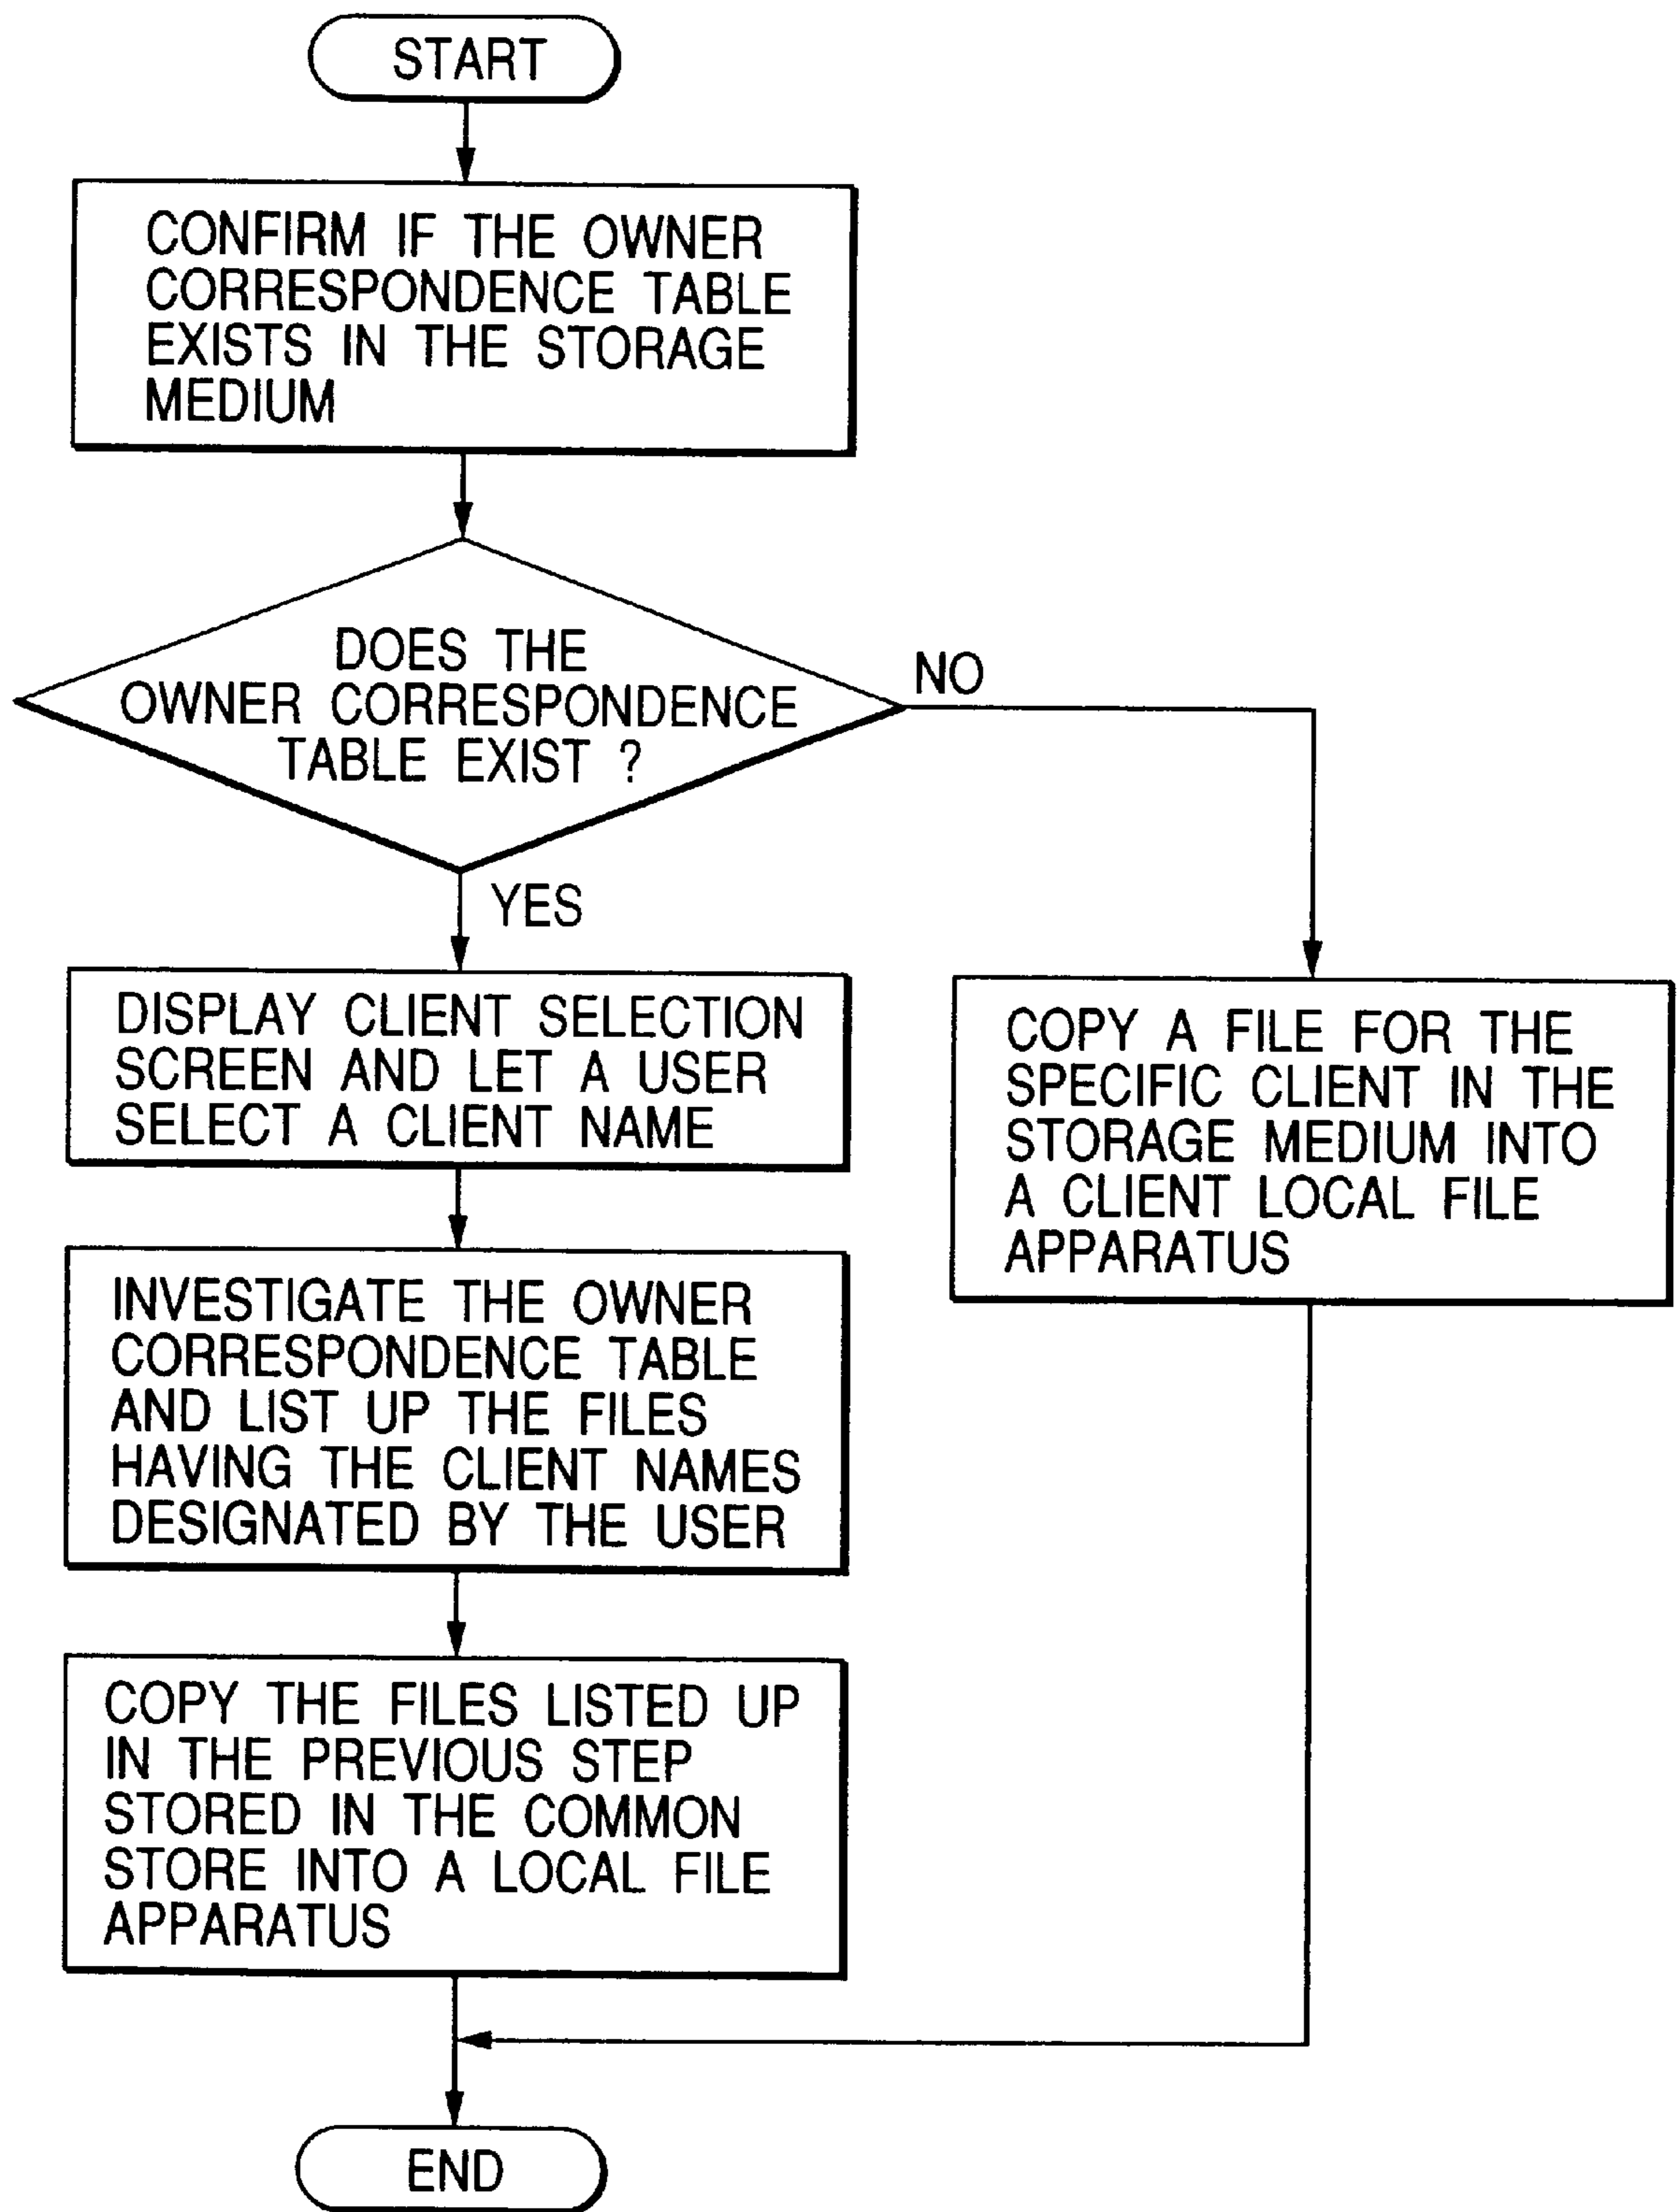 START
CONFIRM IF THE OWNER
CORRESPONDENCE TABLE
EXISTS IN THE STORAGE
MEDIUM
DOES THE
OWNER CORRESPONDENCE
TABLE EXIST ?
NO
YES
DISPLAY CLIENT SELECTION
SCREEN AND LET A USER
SELECT A CLIENT NAME
COPY A FILE FOR THE
SPECIFIC CLIENT IN THE
STORAGE MEDIUM INTO
A CLIENT LOCAL FILE
APPARATUS
INVESTIGATE THE OWNER
CORRESPONDENCE TABLE
AND LIST UP THE FILES
HAVING THE CLIENT NAMES
DESIGNATED BY THE USER
COPY THE FILES LISTED UP
IN THE PREVIOUS STEP
STORED IN THE COMMON
STORE INTO A LOCAL FILE
APPARATUS
END